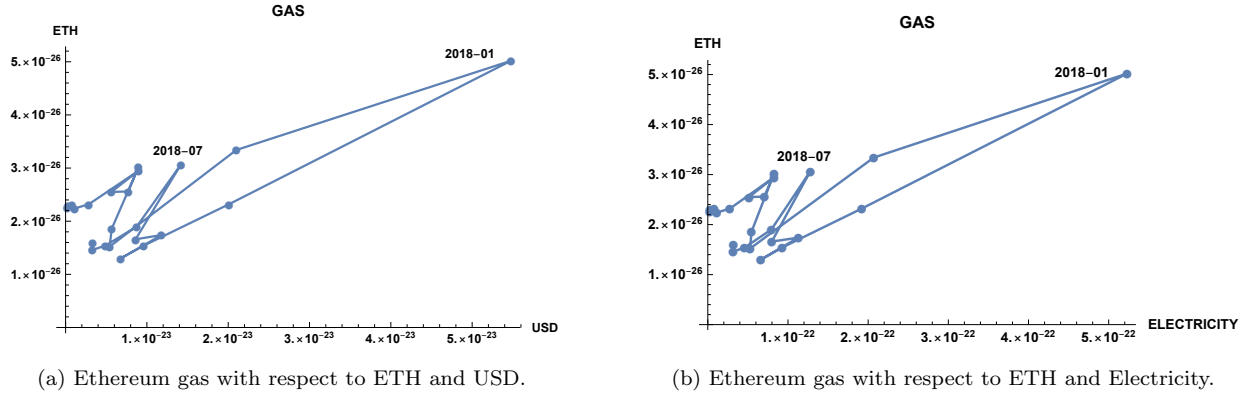 GAS
ETH
5.×10⁻²⁶
4.×10⁻²⁶
3.×10⁻²⁶
2.×10⁻²⁶
1.×10⁻²⁶
2018–01
2018–07
1.×10⁻²³ 2.×10⁻²³ 3.×10⁻²³ 4.×10⁻²³ 5.×10⁻²³ USD
(a) Ethereum gas with respect to ETH and USD.
GAS
ETH
5.×10⁻²⁶
4.×10⁻²⁶
3.×10⁻²⁶
2.×10⁻²⁶
1.×10⁻²⁶
2018–01
2018–07
1.×10⁻²² 2.×10⁻²² 3.×10⁻²² 4.×10⁻²² 5.×10⁻²² ELECTRICITY
(b) Ethereum gas with respect to ETH and Electricity.